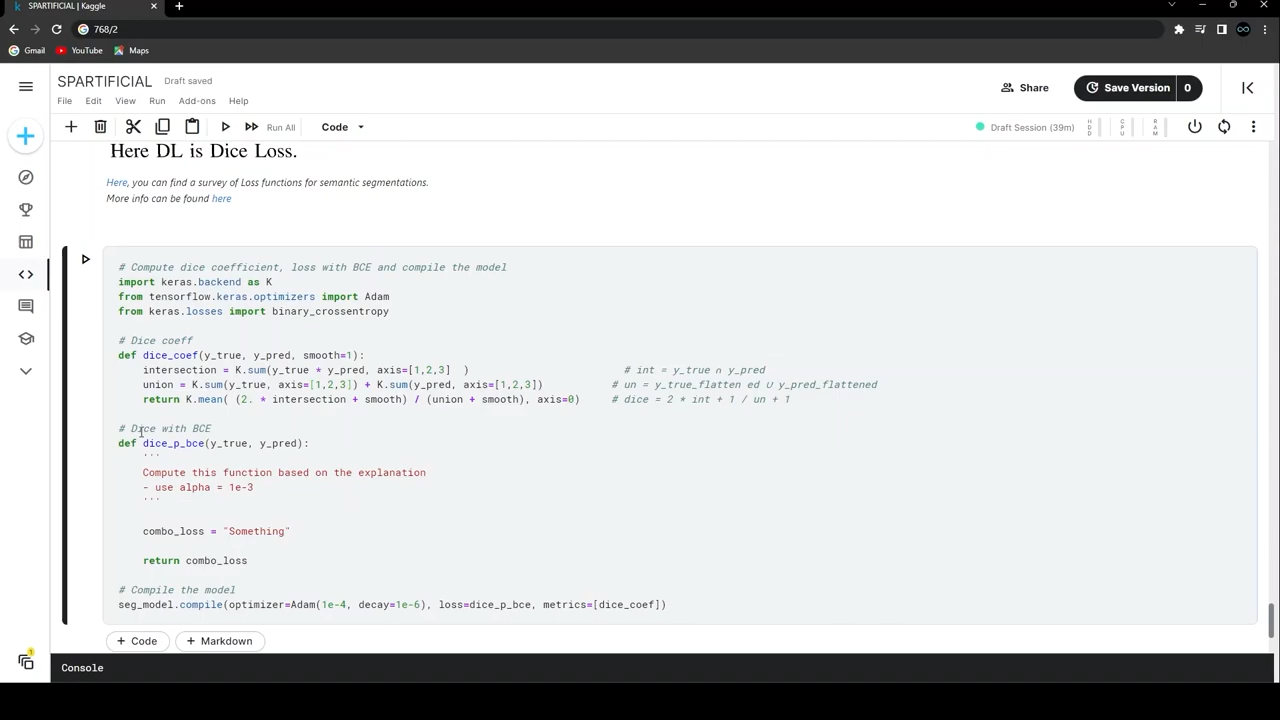 SPARTIFICIAL | Kaggle
768/2
Gmail YouTube Maps
SPARTIFICIAL Draft saved
File Edit View Run Add-ons Help
Share Save Version 0
Run All Code Draft Session (39m) HDD CPU RAM
Here DL is Dice Loss.
Here, you can find a survey of Loss functions for semantic segmentations.
More info can be found here
# Compute dice coefficient, loss with BCE and compile the model
import keras.backend as K
from tensorflow.keras.optimizers import Adam
from keras.losses import binary_crossentropy
# Dice coeff
def dice_coef(y_true, y_pred, smooth=1):
intersection = K.sum(y_true * y_pred, axis=[1,2,3] ) # int = y_true ∩ y_pred
union = K.sum(y_true, axis=[1,2,3]) + K.sum(y_pred, axis=[1,2,3]) # un = y_true_flatten ed ∪ y_pred_flattened
return K.mean( (2. * intersection + smooth) / (union + smooth), axis=0) # dice = 2 * int + 1 / un + 1
# Dice with BCE
def dice_p_bce(y_true, y_pred):
'''
Compute this function based on the explanation
- use alpha = 1e-3
'''
combo_loss = "Something"
return combo_loss
# Compile the model
seg_model.compile(optimizer=Adam(1e-4, decay=1e-6), loss=dice_p_bce, metrics=[dice_coef])
+ Code + Markdown
1
Console